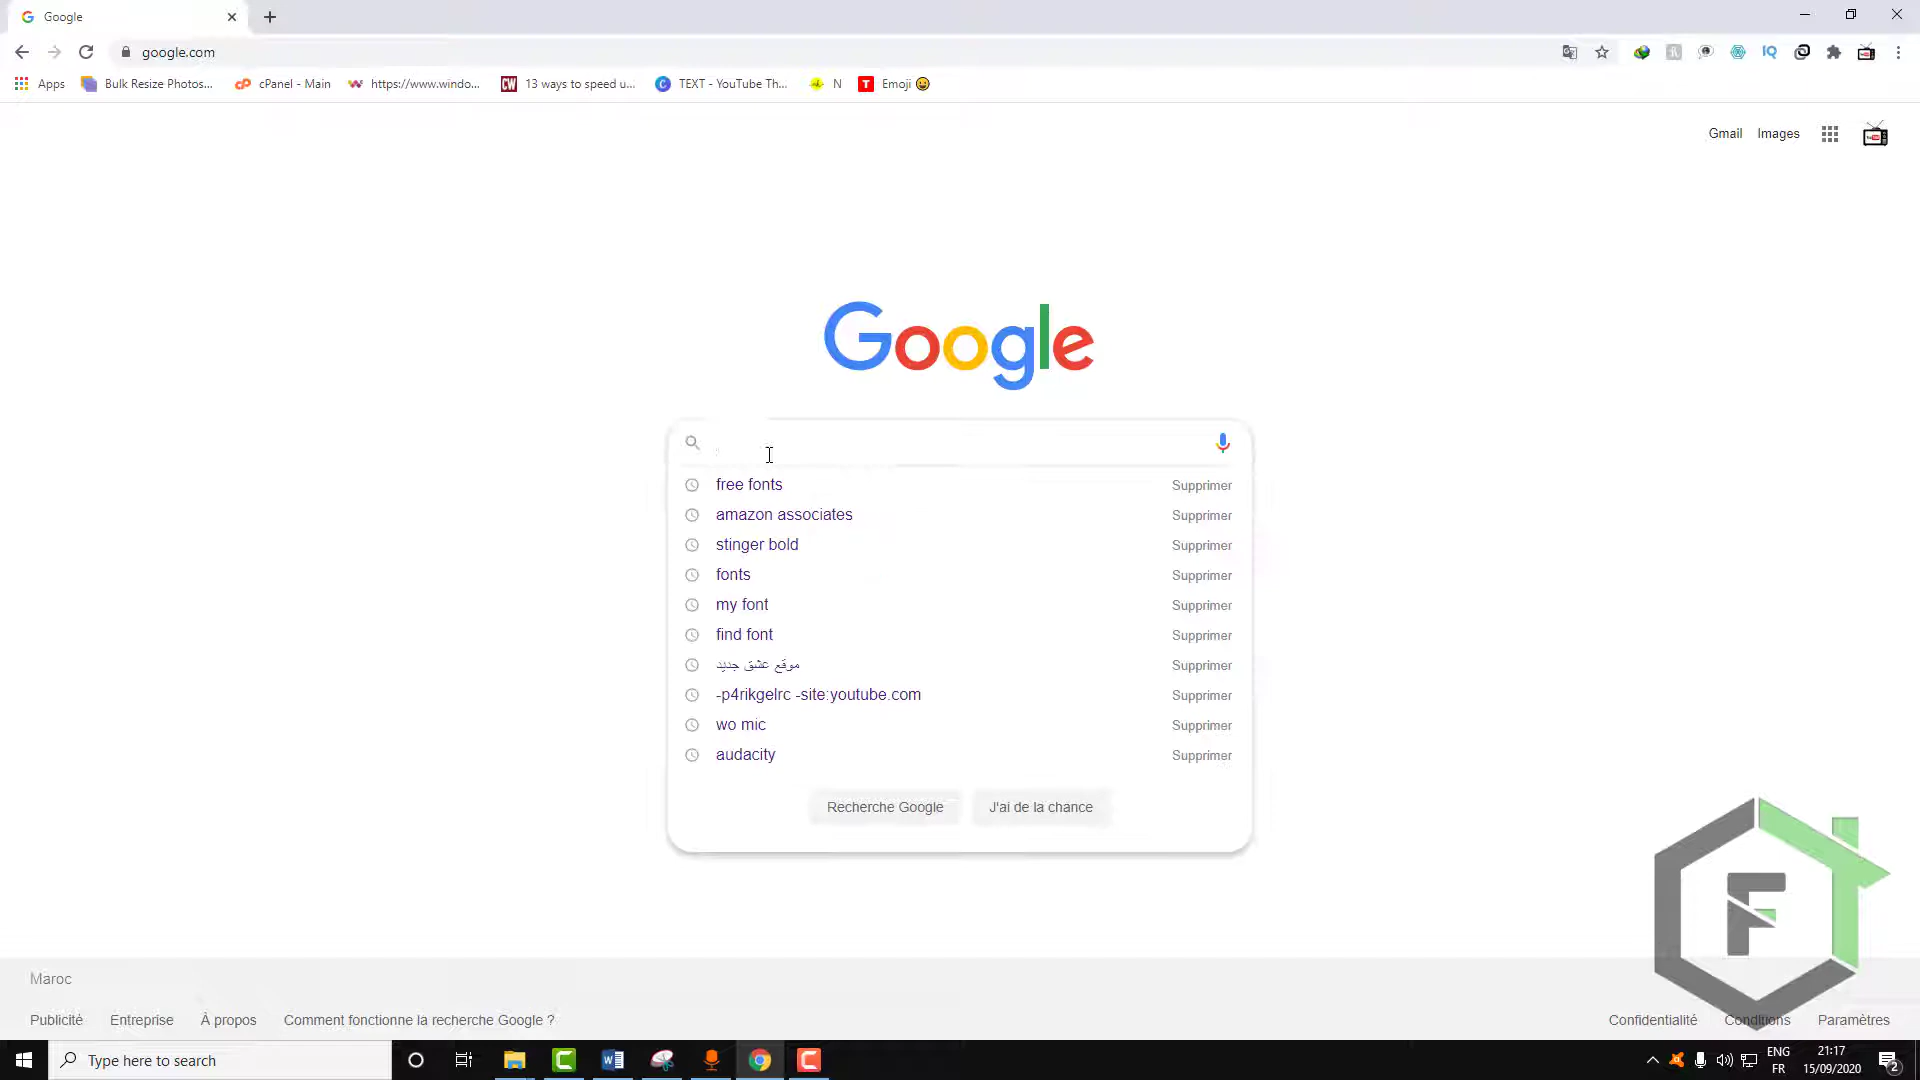 Google
google.com
Apps
Bulk Resize Photos...
cPanel - Main
https://www.windo...
13 ways to speed u...
TEXT - YouTube Th...
N
Emoji 😀
Gmail
Images
Google
free fonts Supprimer
amazon associates Supprimer
stinger bold Supprimer
fonts Supprimer
my font Supprimer
find font Supprimer
موقع عشق جديد Supprimer
-p4rikgelrc -site:youtube.com Supprimer
wo mic Supprimer
audacity Supprimer
Recherche Google
J'ai de la chance
F
Maroc
Publicité
Entreprise
À propos
Comment fonctionne la recherche Google ?
Confidentialité
Conditions
Paramètres
Type here to search
ENG
FR
21:17
15/09/2020
2